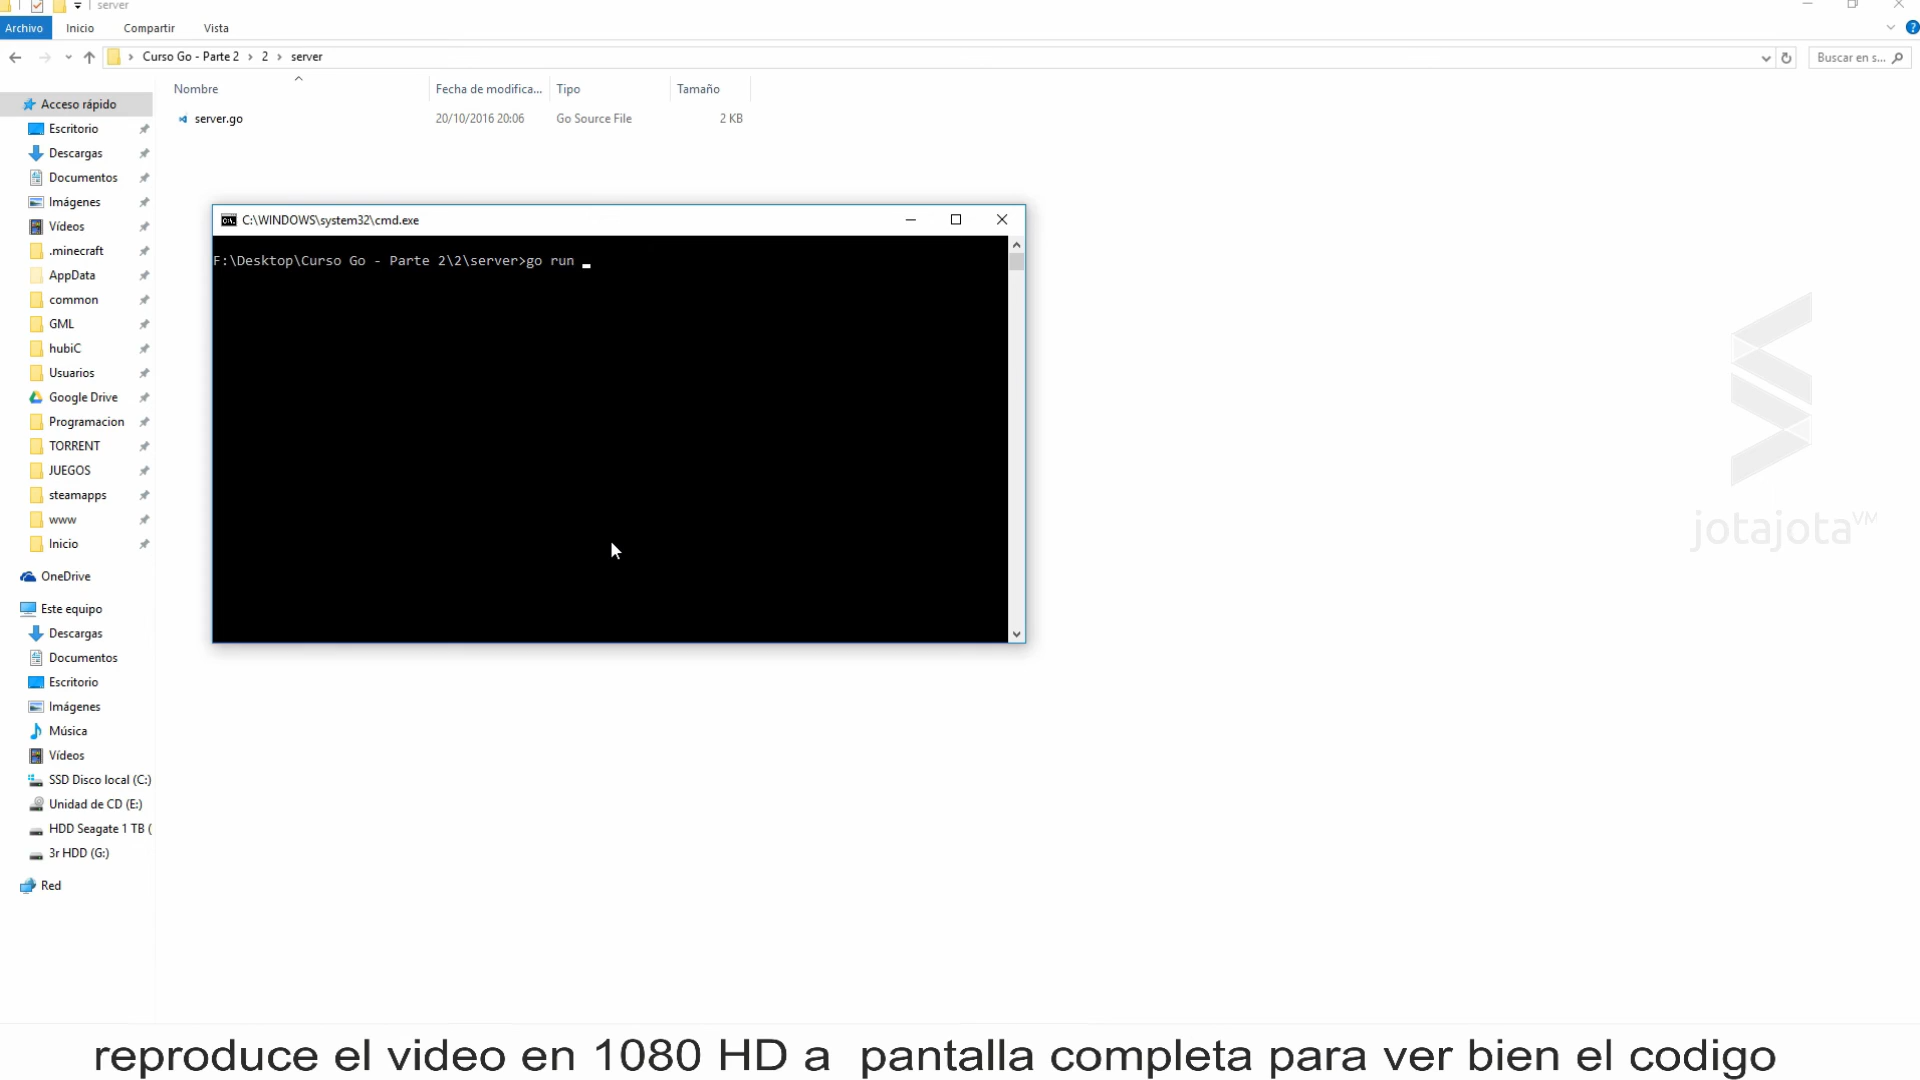 server
Archivo Inicio Compartir Vista
Curso Go - Parte 2 2 server Buscar en s...
Nombre Fecha de modifica... Tipo Tamaño
server.go 20/10/2016 20:06 Go Source File 2 KB
Acceso rápido
Escritorio
Descargas
Documentos
Imágenes
Vídeos
.minecraft
AppData
common
GML
hubiC
Usuarios
Google Drive
Programacion
TORRENT
JUEGOS
steamapps
www
Inicio
OneDrive
Este equipo
Descargas
Documentos
Escritorio
Imágenes
Música
Vídeos
SSD Disco local (C:)
Unidad de CD (E:)
HDD Seagate 1 TB (
3r HDD (G:)
Red
C:\WINDOWS\system32\cmd.exe
F:\Desktop\Curso Go - Parte 2\2\server>go run _
jotajota VM
reproduce el video en 1080 HD a pantalla completa para ver bien el codigo